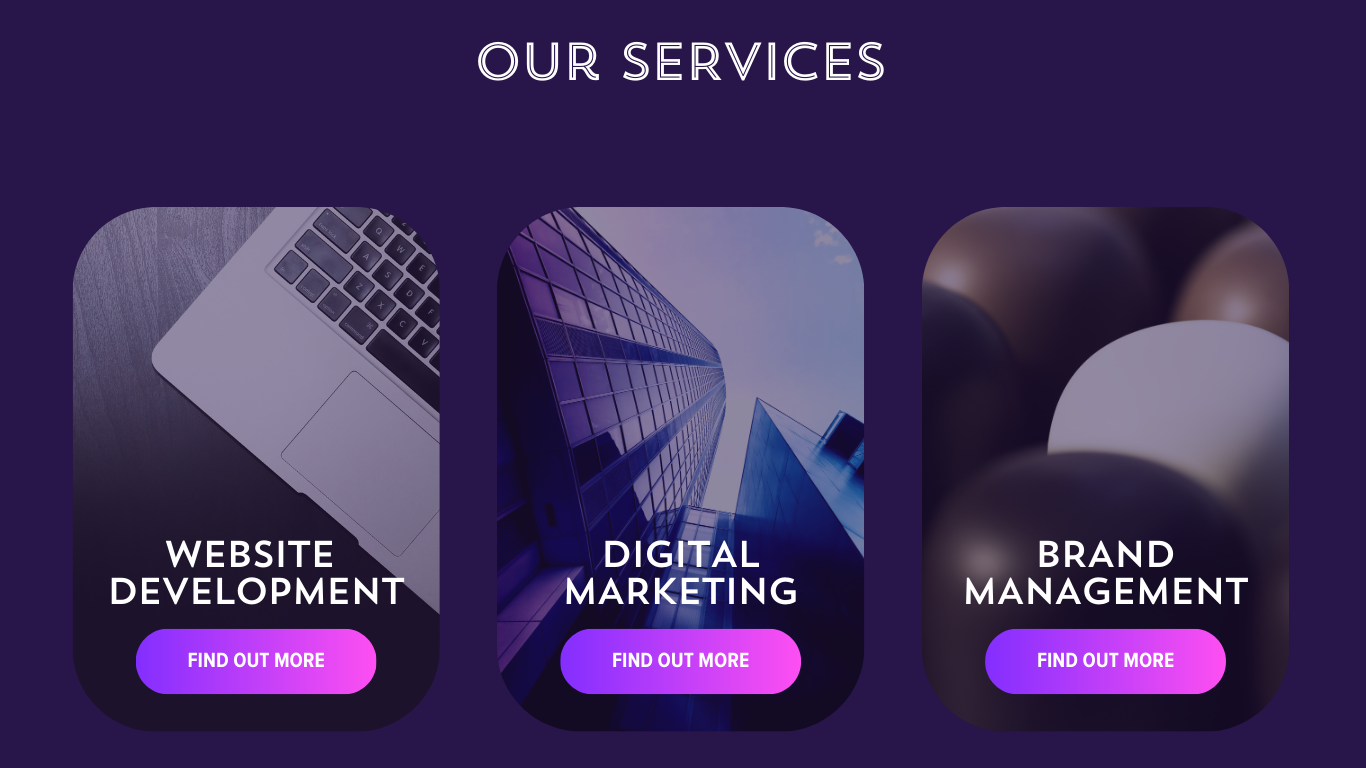 OUR SERVICES
WEBSITE
DEVELOPMENT
FIND OUT MORE
DIGITAL
MARKETING
FIND OUT MORE
BRAND
MANAGEMENT
FIND OUT MORE